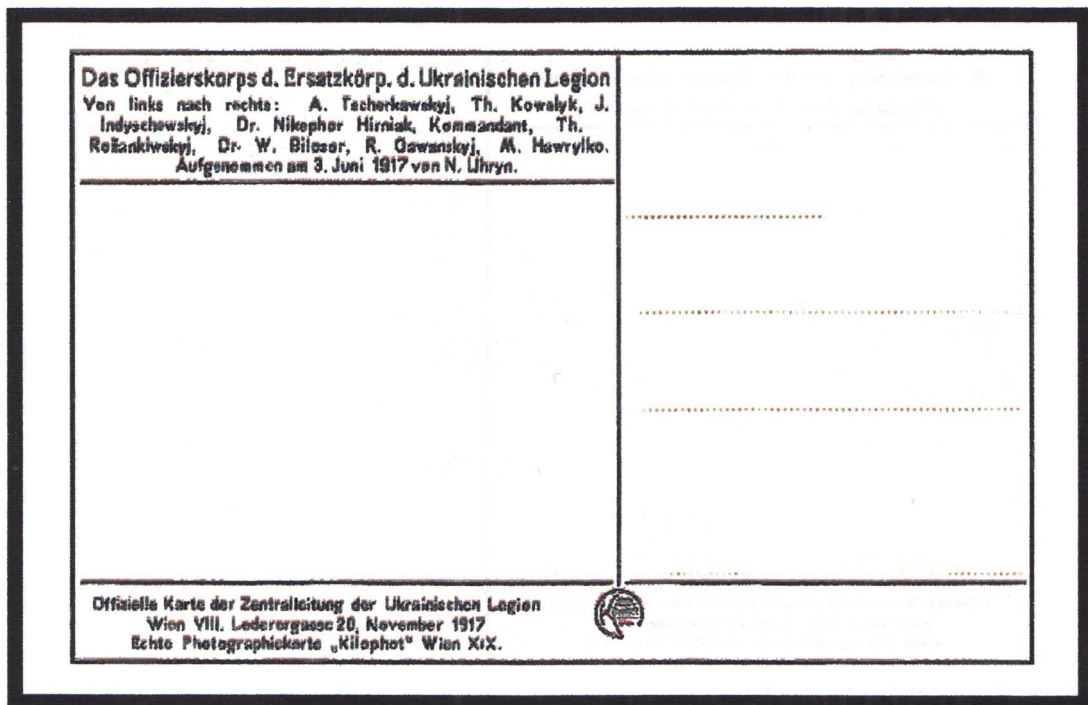 Das Offizierskorps d. Ersatzkörp. d. Ukrainischen Legion
Von links nach rechts: A. Tscherkawskyj, Th. Kowalyk, J.
Indyschewskyj, Dr. Nikephor Hirniak, Kommandant, Th.
Rožankiwskyj, Dr. W. Bilozor, R. Gawanskyj, M. Hawrylko.
Aufgenommen am 3. Juni 1917 von N. Uhryn.
Offizielle Karte der Zentralleitung der Ukrainischen Legion
Wien VIII. Lederergasse 20, November 1917
Echte Photographiekarte „Kilophot" Wien XIX.